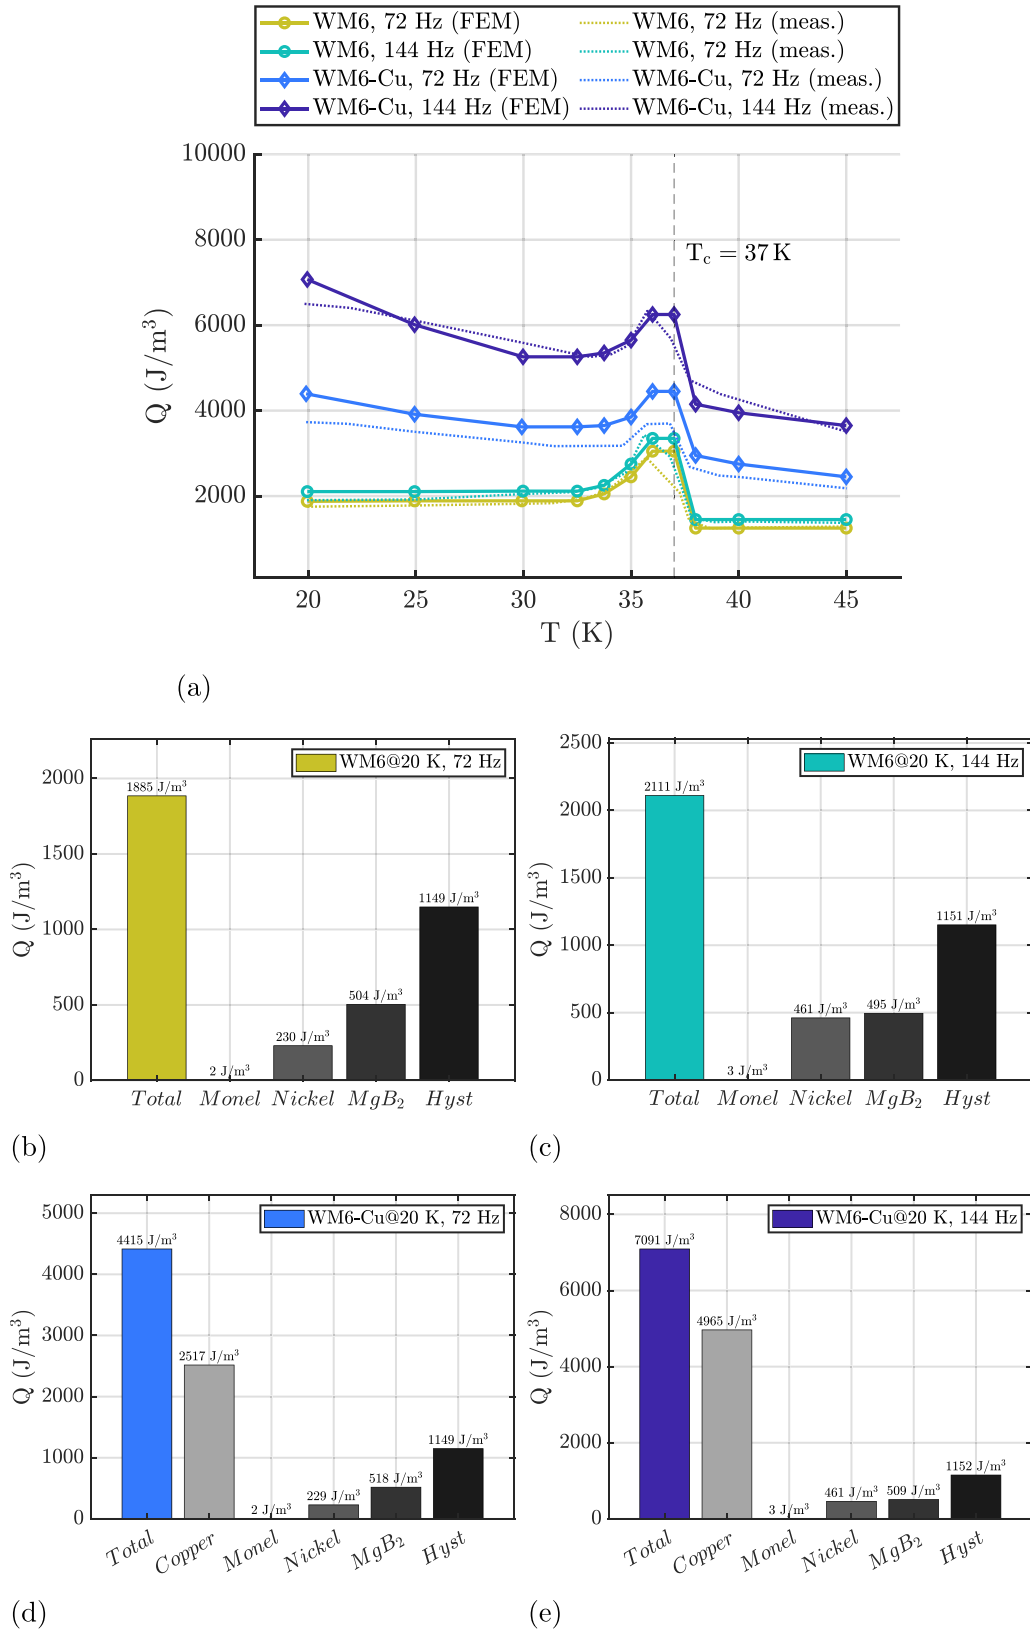 WM6, 72 Hz (FEM) WM6, 72 Hz (meas.)
WM6, 144 Hz (FEM) WM6, 72 Hz (meas.)
WM6-Cu, 72 Hz (FEM) WM6-Cu, 72 Hz (meas.)
WM6-Cu, 144 Hz (FEM) WM6-Cu, 144 Hz (meas.)
10000
8000
6000
4000
2000
Q (J/m³)
T_c = 37 K
20 25 30 35 40 45
T (K)
(a)
WM6@20 K, 72 Hz
2000
1500
1000
500
0
Q (J/m³)
1885 J/m³
2 J/m³
230 J/m³
504 J/m³
1149 J/m³
Total Monel Nickel MgB₂ Hyst
(b)
WM6@20 K, 144 Hz
2500
2000
1500
1000
500
0
Q (J/m³)
2111 J/m³
3 J/m³
461 J/m³
495 J/m³
1151 J/m³
Total Monel Nickel MgB₂ Hyst
(c)
WM6-Cu@20 K, 72 Hz
5000
4000
3000
2000
1000
0
Q (J/m³)
4415 J/m³
2517 J/m³
2 J/m³
229 J/m³
518 J/m³
1149 J/m³
Total Copper Monel Nickel MgB₂ Hyst
(d)
WM6-Cu@20 K, 144 Hz
8000
6000
4000
2000
0
Q (J/m³)
7091 J/m³
4965 J/m³
3 J/m³
461 J/m³
509 J/m³
1152 J/m³
Total Copper Monel Nickel MgB₂ Hyst
(e)